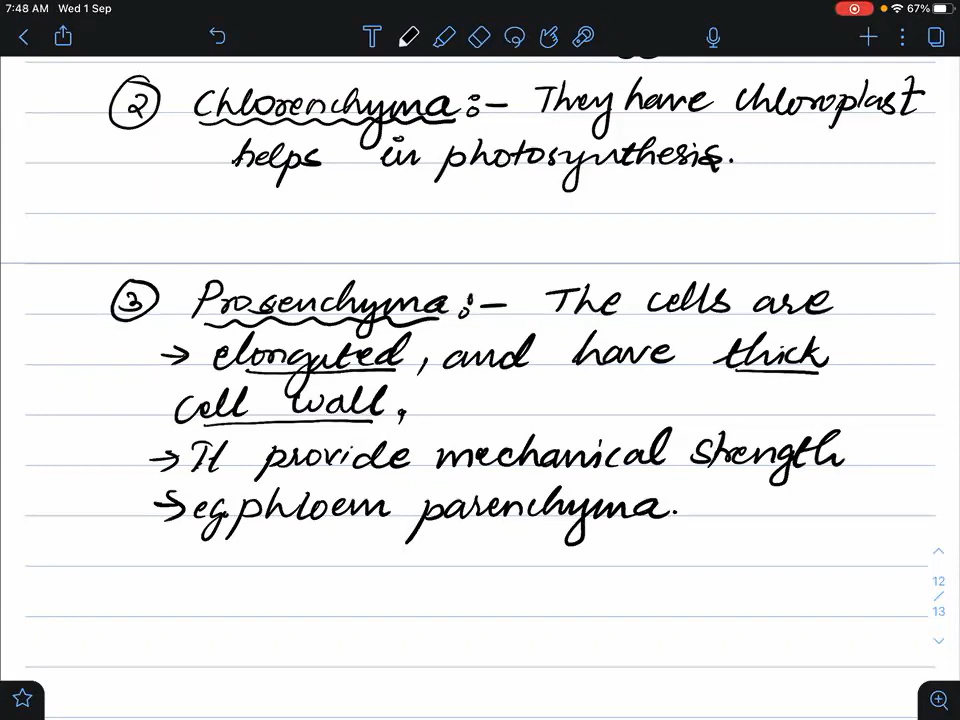 7:48 AM Wed 1 Sep
67%
T
② Chlorenchyma :- They have chloroplast
helps in photosynthesis.
③ Prosenchyma :- The cells are
→ elongated, and have thick
cell wall,
→ It provide mechanical strength
→ eg. phloem parenchyma.
12
/
13